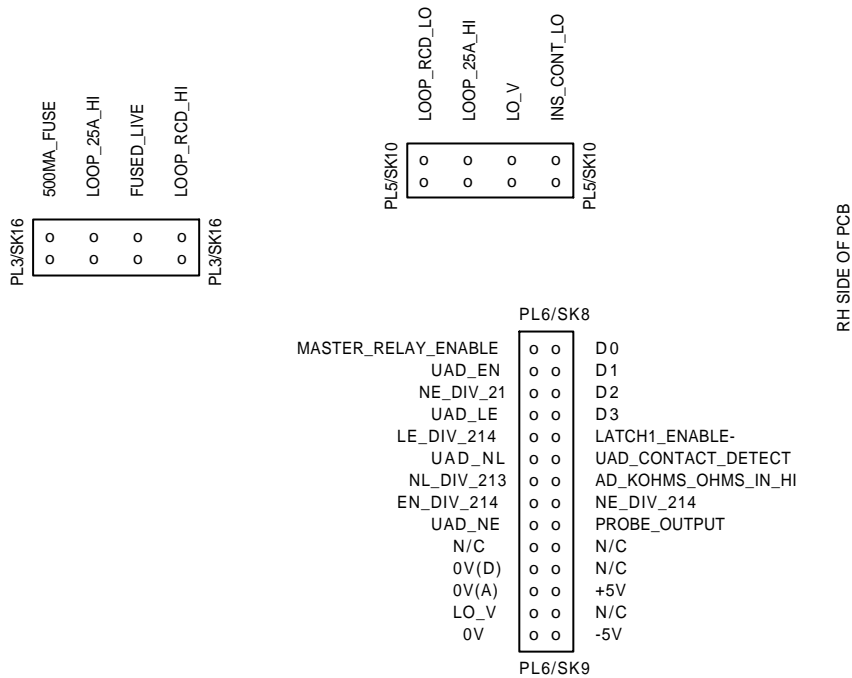 LOOP_RCD_LO
LOOP_25A_HI
LO_V
INS_CONT_LO
PL5/SK10
PL5/SK10
500MA_FUSE
LOOP_25A_HI
FUSED_LIVE
LOOP_RCD_HI
PL3/SK16
PL3/SK16
RH SIDE OF PCB
PL6/SK8
MASTER_RELAY_ENABLE D0
UAD_EN D1
NE_DIV_21 D2
UAD_LE D3
LE_DIV_214 LATCH1_ENABLE-
UAD_NL UAD_CONTACT_DETECT
NL_DIV_213 AD_KOHMS_OHMS_IN_HI
EN_DIV_214 NE_DIV_214
UAD_NE PROBE_OUTPUT
N/C N/C
0V(D) N/C
0V(A) +5V
LO_V N/C
0V -5V
PL6/SK9